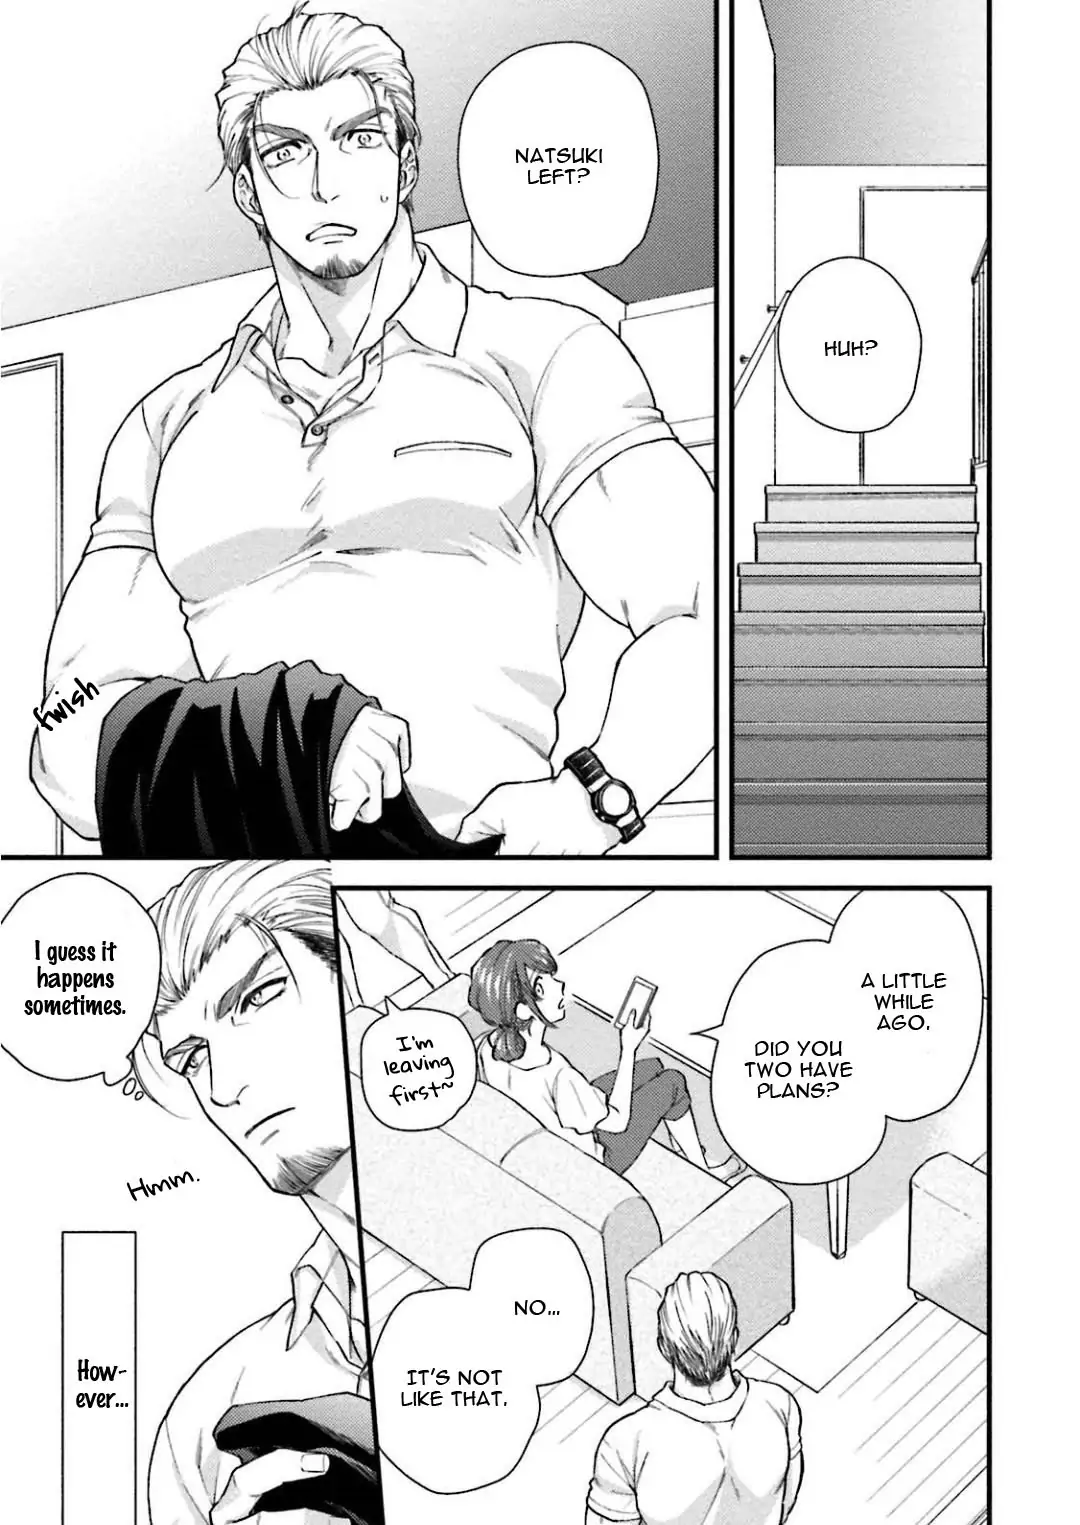 HUH?
NATSUKI
LEFT?
fwish
A LITTLE
WHILE
AGO.
DID YOU
TWO HAVE
PLANS?
I'm
leaving
first~
NO...
IT'S NOT
LIKE THAT.
I guess it
happens
sometimes.
Hmm.
How-
ever...